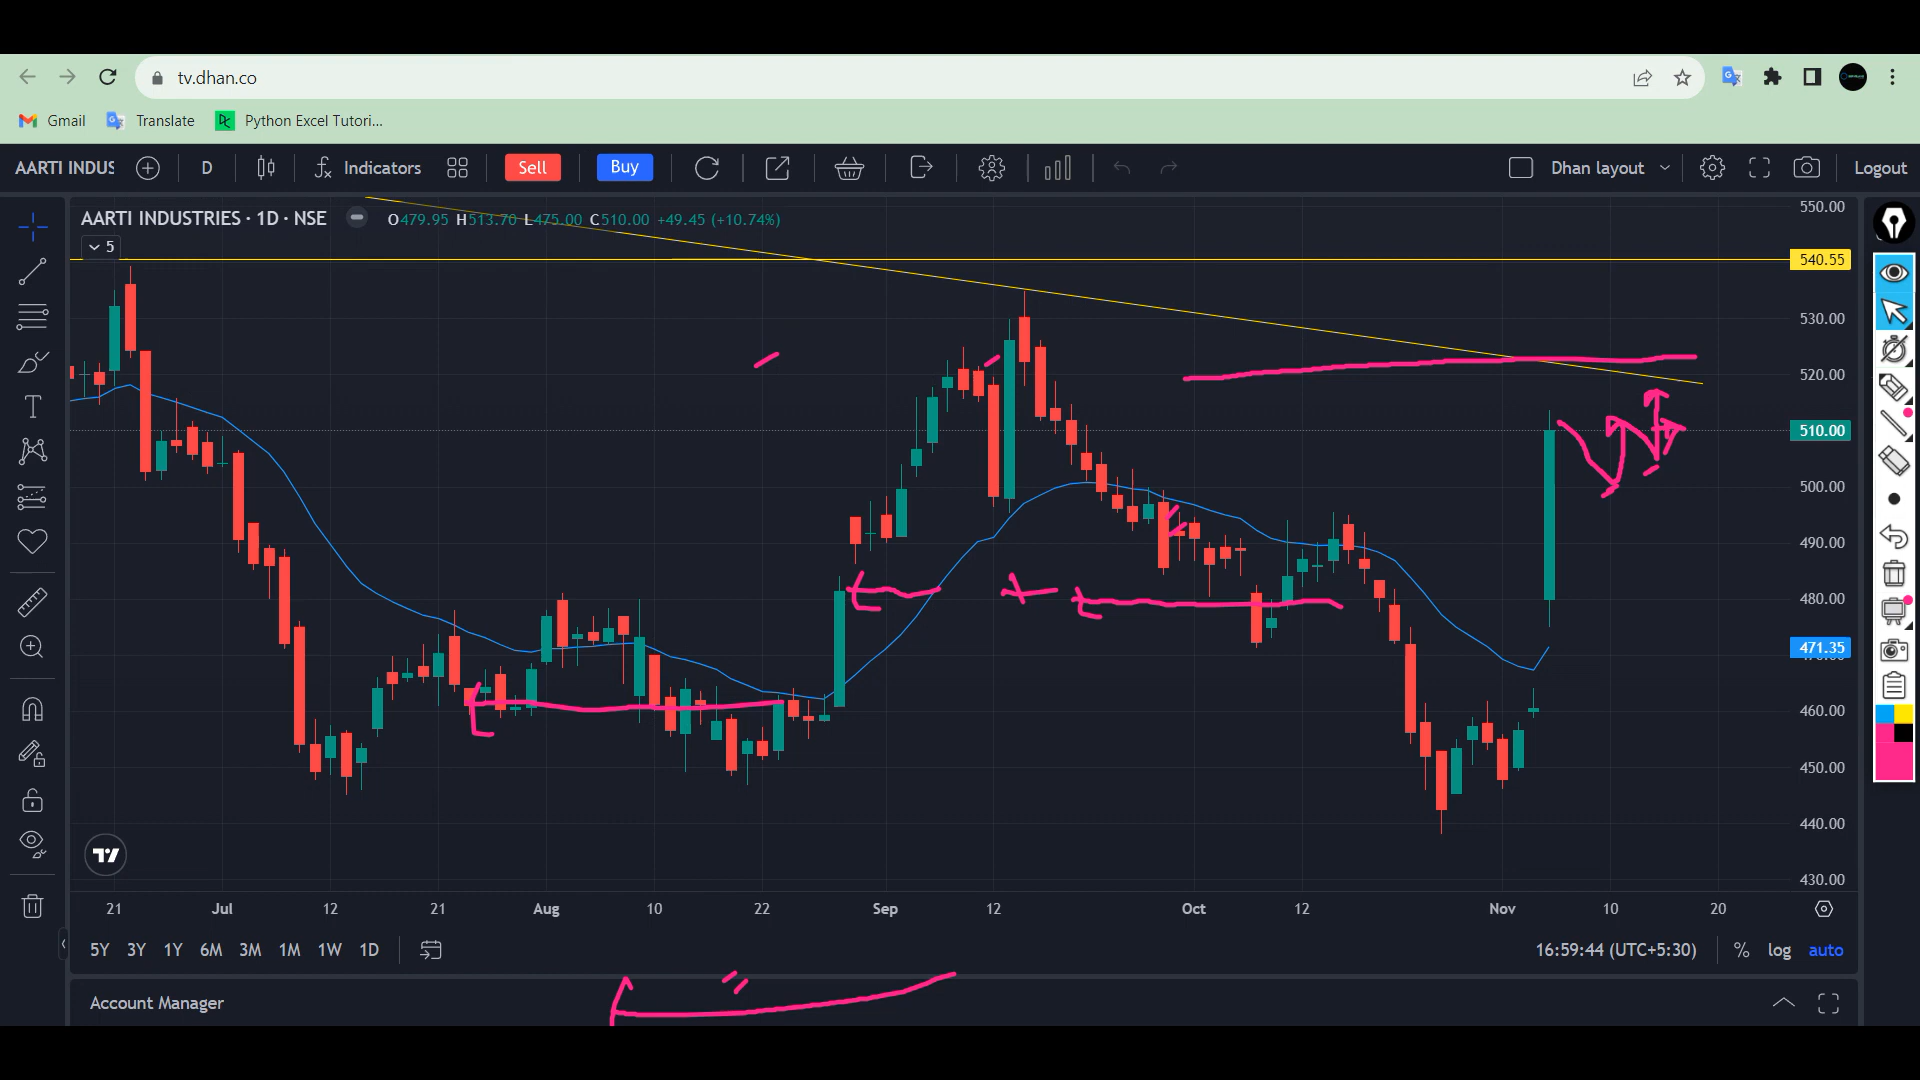 tv.dhan.co
Gmail Translate Python Excel Tutori...
AARTI INDUS D Indicators Sell Buy Dhan layout Logout
AARTI INDUSTRIES · 1D · NSE O479.95 H513.70 L475.00 C510.00 +49.45 (+10.74%)
5
550.00
540.55
530.00
520.00
510.00
500.00
490.00
480.00
471.35
460.00
450.00
440.00
430.00
21 Jul 12 21 Aug 10 22 Sep 12 Oct 12 Nov 10 20
5Y 3Y 1Y 6M 3M 1M 1W 1D 16:59:44 (UTC+5:30) % log auto
Account Manager